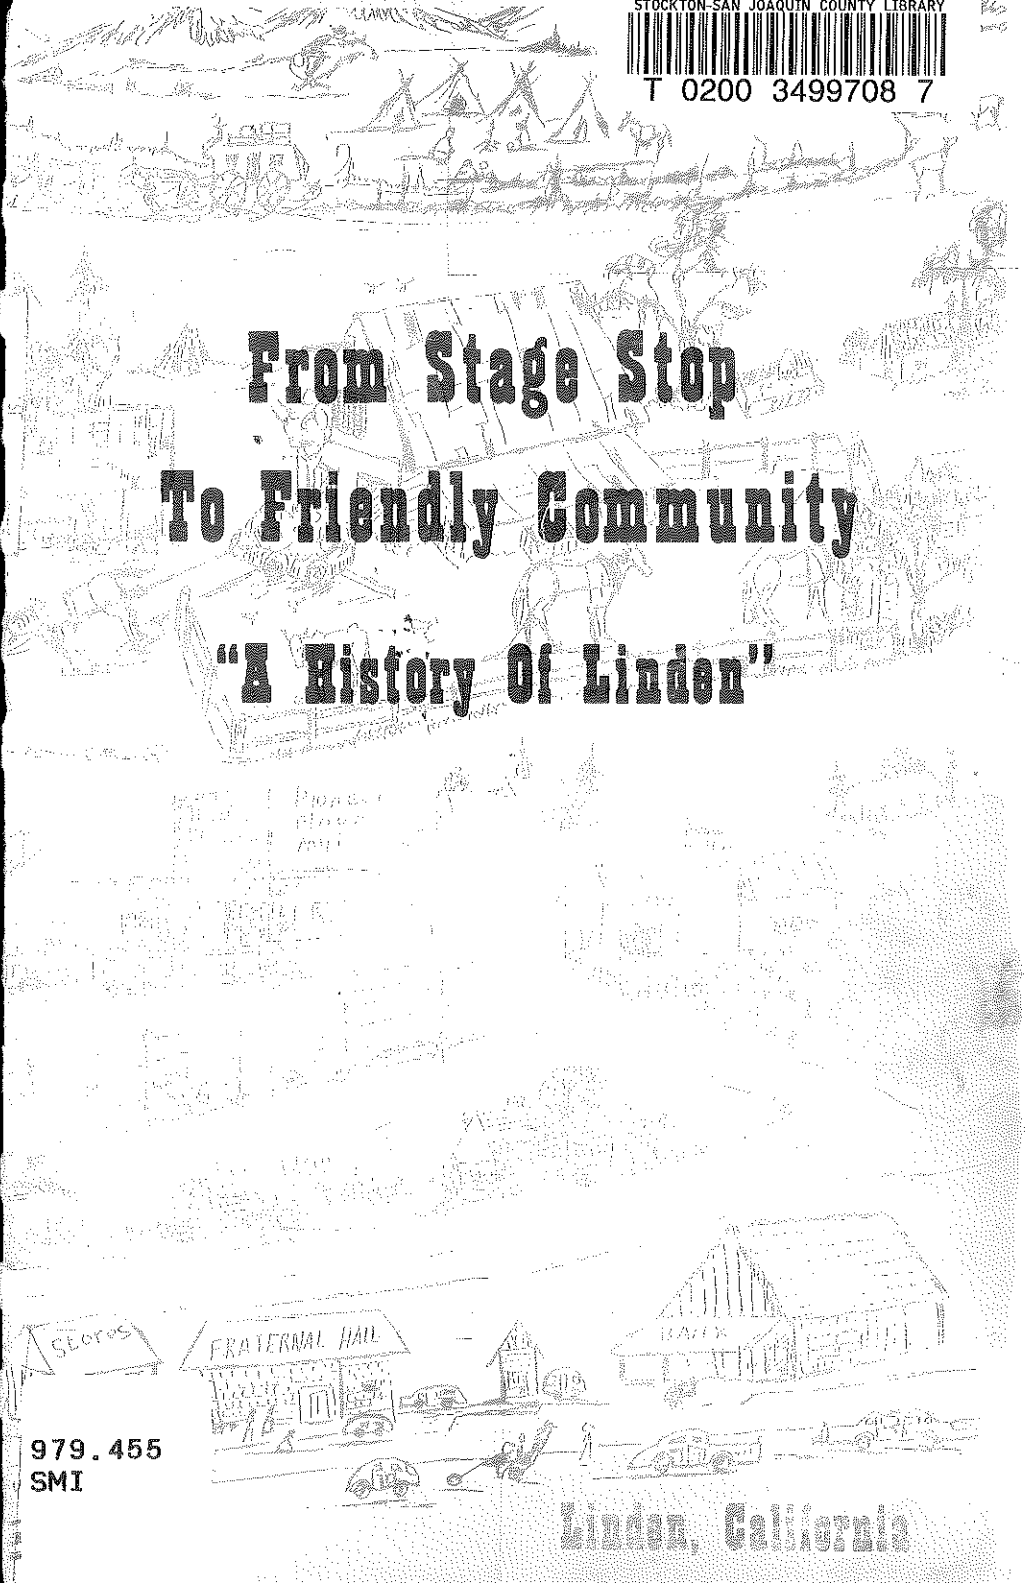 STOCKTON-SAN JOAQUIN COUNTY LIBRARY
T 0200 3499708 7
From Stage Stop
To Friendly Community
“A History Of Linden”
Stores
FRATERNAL HALL
BANK
979.455
SMI
Linden, California